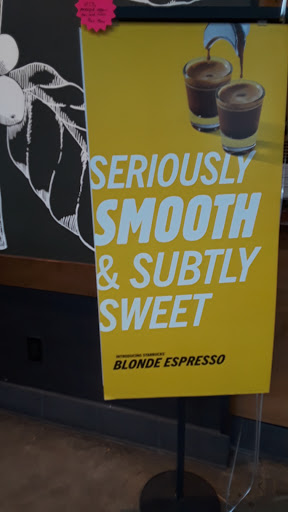 SERIOUSLY
SMOOTH
& SUBTLY
SWEET
INTRODUCING STARBUCKS
BLONDE ESPRESSO